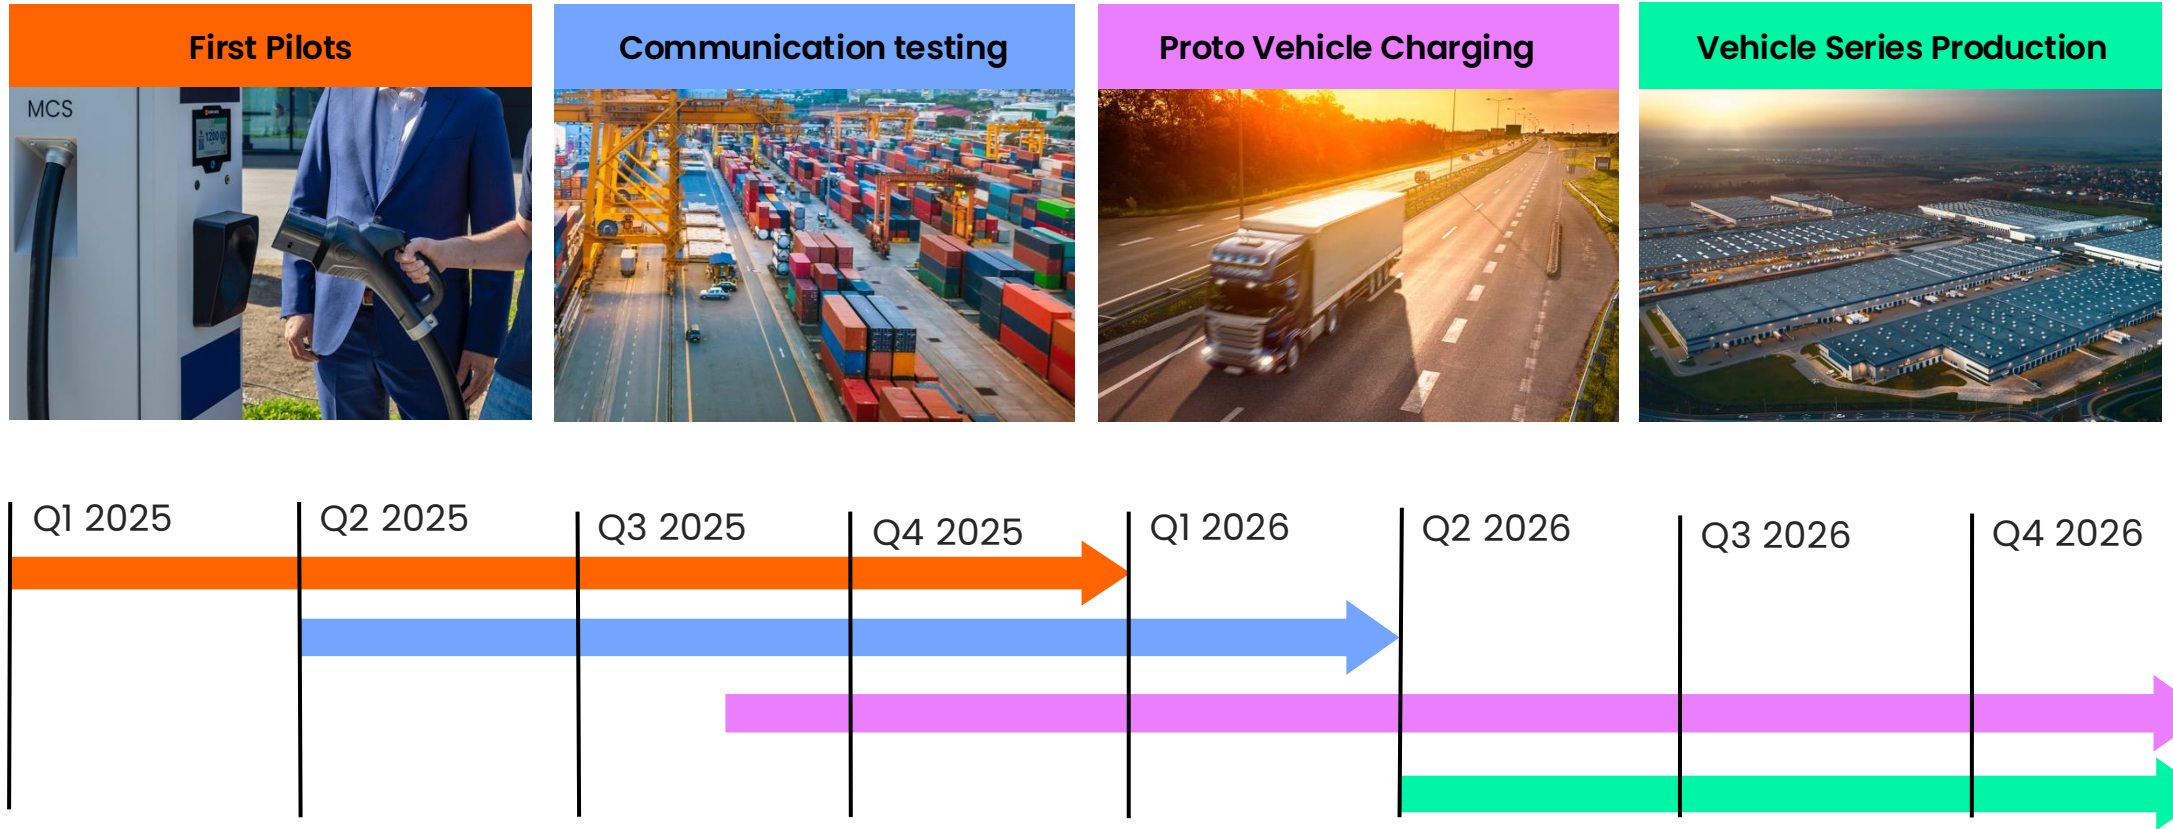 First Pilots
Communication testing
Proto Vehicle Charging
Vehicle Series Production
MCS
Q1 2025
Q2 2025
Q3 2025
Q4 2025
Q1 2026
Q2 2026
Q3 2026
Q4 2026